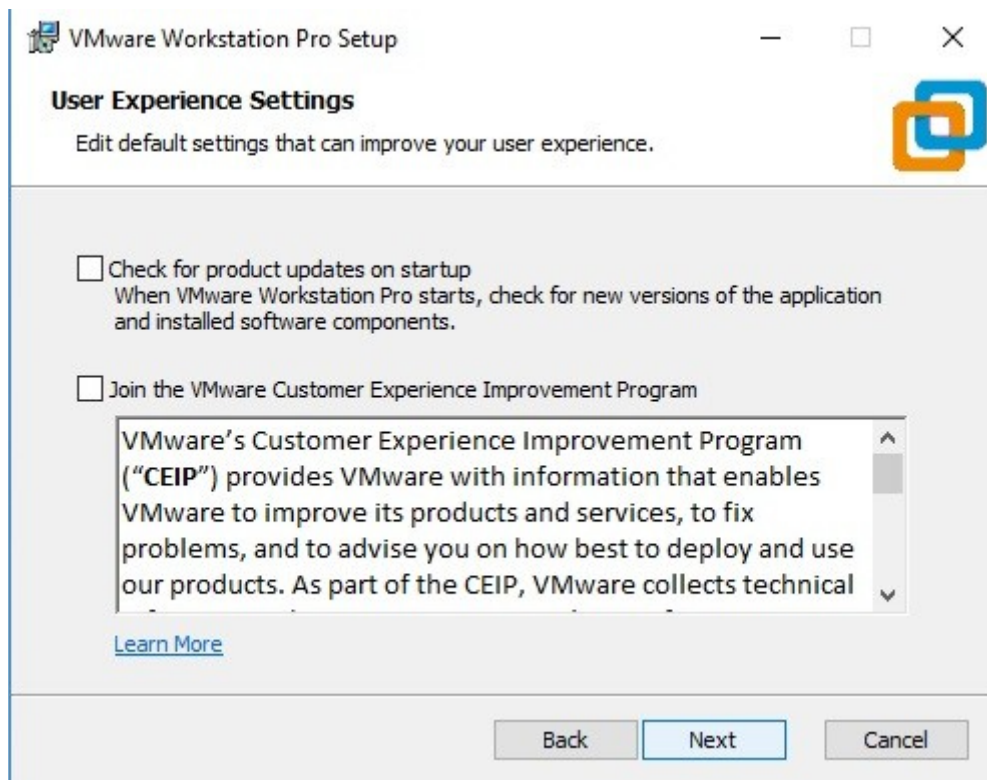 VMware Workstation Pro Setup
User Experience Settings
Edit default settings that can improve your user experience.
Check for product updates on startup
When VMware Workstation Pro starts, check for new versions of the application
and installed software components.
Join the VMware Customer Experience Improvement Program
VMware’s Customer Experience Improvement Program
(“CEIP”) provides VMware with information that enables
VMware to improve its products and services, to fix
problems, and to advise you on how best to deploy and use
our products. As part of the CEIP, VMware collects technical
Learn More
Back
Next
Cancel